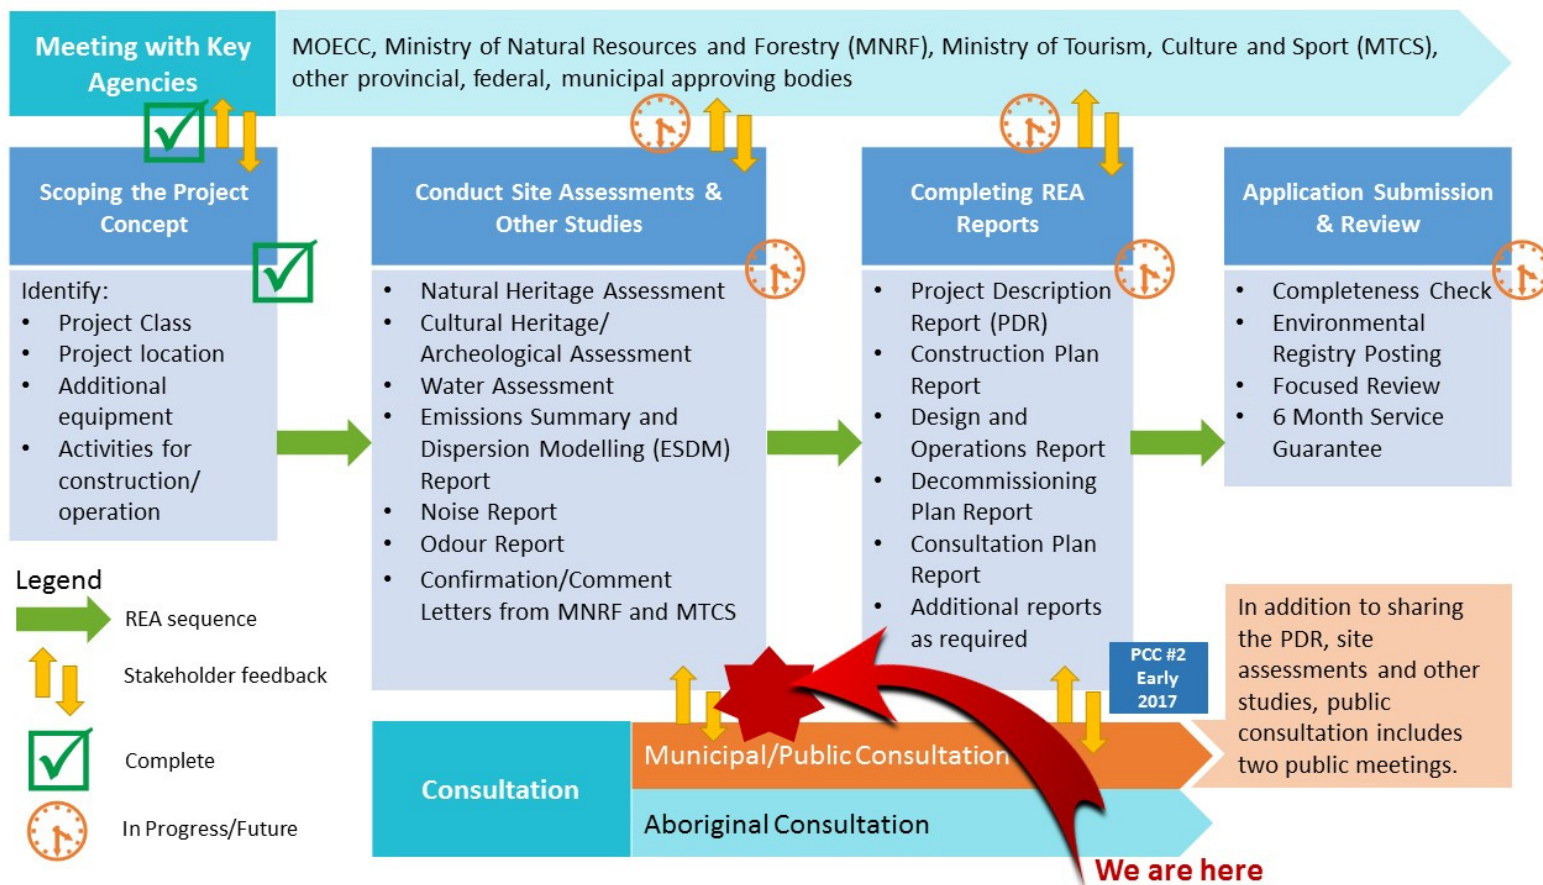 Meeting with Key
Agencies
MOECC, Ministry of Natural Resources and Forestry (MNRF), Ministry of Tourism, Culture and Sport (MTCS),
other provincial, federal, municipal approving bodies
Scoping the Project
Concept
Identify:
• Project Class
• Project location
• Additional
equipment
• Activities for
construction/
operation
Conduct Site Assessments &
Other Studies
• Natural Heritage Assessment
• Cultural Heritage/
Archeological Assessment
• Water Assessment
• Emissions Summary and
Dispersion Modelling (ESDM)
Report
• Noise Report
• Odour Report
• Confirmation/Comment
Letters from MNRF and MTCS
Completing REA
Reports
• Project Description
Report (PDR)
• Construction Plan
Report
• Design and
Operations Report
• Decommissioning
Plan Report
• Consultation Plan
Report
• Additional reports
as required
Application Submission
& Review
• Completeness Check
• Environmental
Registry Posting
• Focused Review
• 6 Month Service
Guarantee
Legend
REA sequence
Stakeholder feedback
Complete
In Progress/Future
PCC #2
Early
2017
In addition to sharing
the PDR, site
assessments and other
studies, public
consultation includes
two public meetings.
Consultation
Municipal/Public Consultation
Aboriginal Consultation
We are here